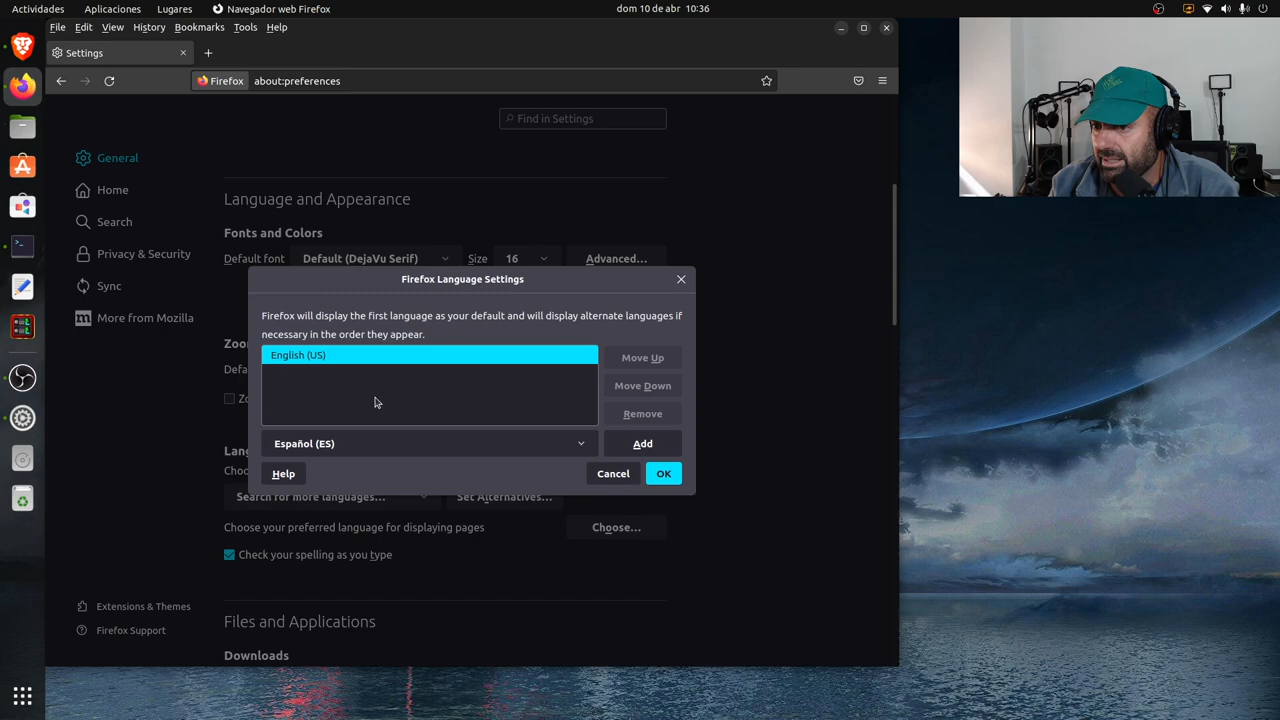 Actividades Aplicaciones Lugares Navegador web Firefox dom 10 de abr 10:36
File Edit View History Bookmarks Tools Help
Settings
Firefox about:preferences
Find in Settings
General
Home
Search
Privacy & Security
Sync
More from Mozilla
Extensions & Themes
Firefox Support
Language and Appearance
Fonts and Colors
Default font Default (DejaVu Serif) Size 16 Advanced...
Firefox Language Settings
Firefox will display the first language as your default and will display alternate languages if
necessary in the order they appear.
English (US)
Move Up
Move Down
Remove
Español (ES) Add
Help Cancel OK
Search for more languages... Set Alternatives...
Choose your preferred language for displaying pages Choose...
Check your spelling as you type
Files and Applications
Downloads